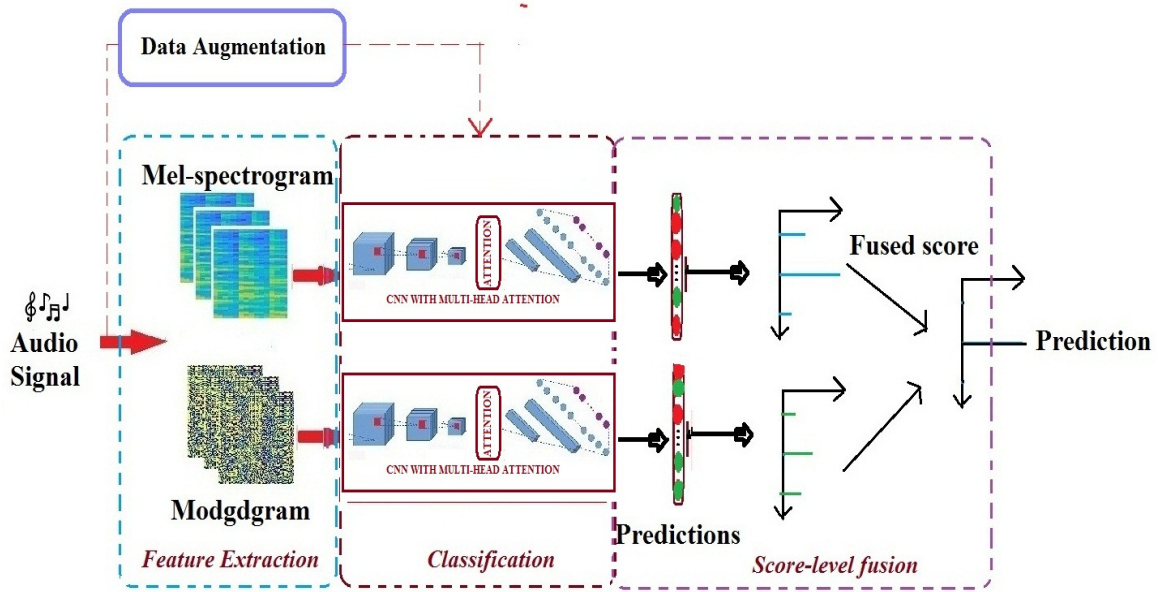 Data Augmentation
Mel-spectrogram
ATTENTION
CNN WITH MULTI-HEAD ATTENTION
Fused score
Audio
Signal
Prediction
ATTENTION
CNN WITH MULTI-HEAD ATTENTION
Modgdgram
Predictions
Feature Extraction
Classification
Score-level fusion